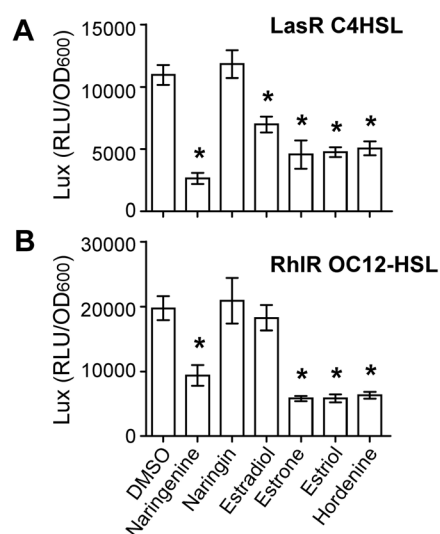 A
LasR C4HSL
Lux (RLU/OD600)
15000
10000
5000
0
*
*
*
*
*
B
RhlR OC12-HSL
Lux (RLU/OD600)
30000
20000
10000
0
*
*
*
*
DMSO
Naringenine
Naringin
Estradiol
Estrone
Estriol
Hordenine